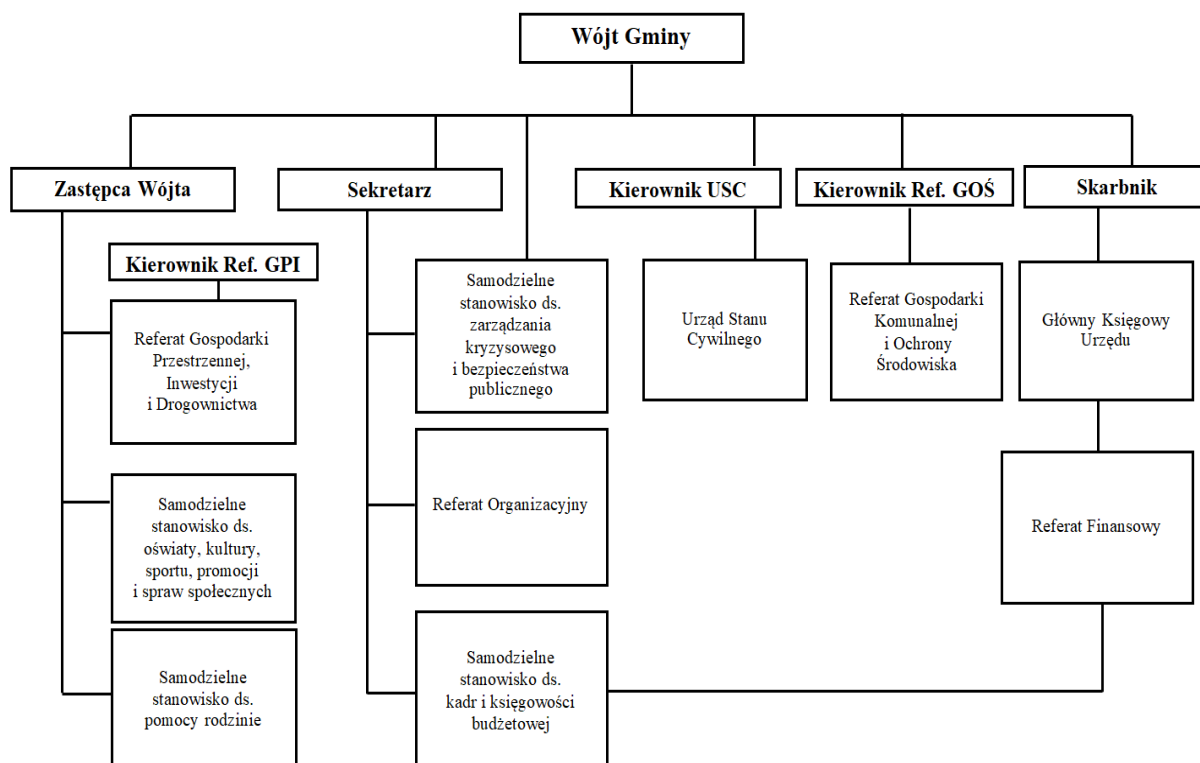 Wójt Gminy
Zastępca Wójta
Sekretarz
Kierownik USC
Kierownik Ref. GOŚ
Skarbnik
Kierownik Ref. GPI
Referat Gospodarki
Przestrzennej,
Inwestycji
i Drogownictwa
Samodzielne
stanowisko ds.
oświaty, kultury,
sportu, promocji
i spraw społecznych
Samodzielne
stanowisko ds.
pomocy rodzinie
Samodzielne
stanowisko ds.
zarządzania
kryzysowego
i bezpieczeństwa
publicznego
Referat Organizacyjny
Samodzielne
stanowisko ds.
kadr i księgowości
budżetowej
Urząd Stanu
Cywilnego
Referat Gospodarki
Komunalnej
i Ochrony
Środowiska
Główny Księgowy
Urzędu
Referat Finansowy